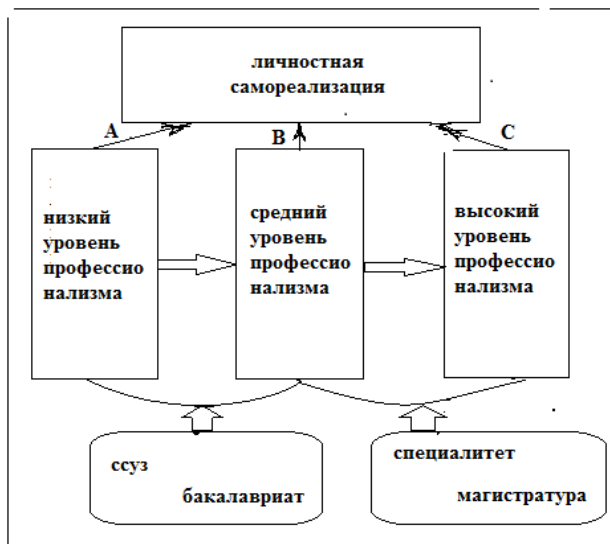 личностная
самореализация
А
В
С
низкий
уровень
профессио
нализма
средний
уровень
профессио
нализма
высокий
уровень
профессио
нализма
ссуз
бакалавриат
специалитет
магистратура